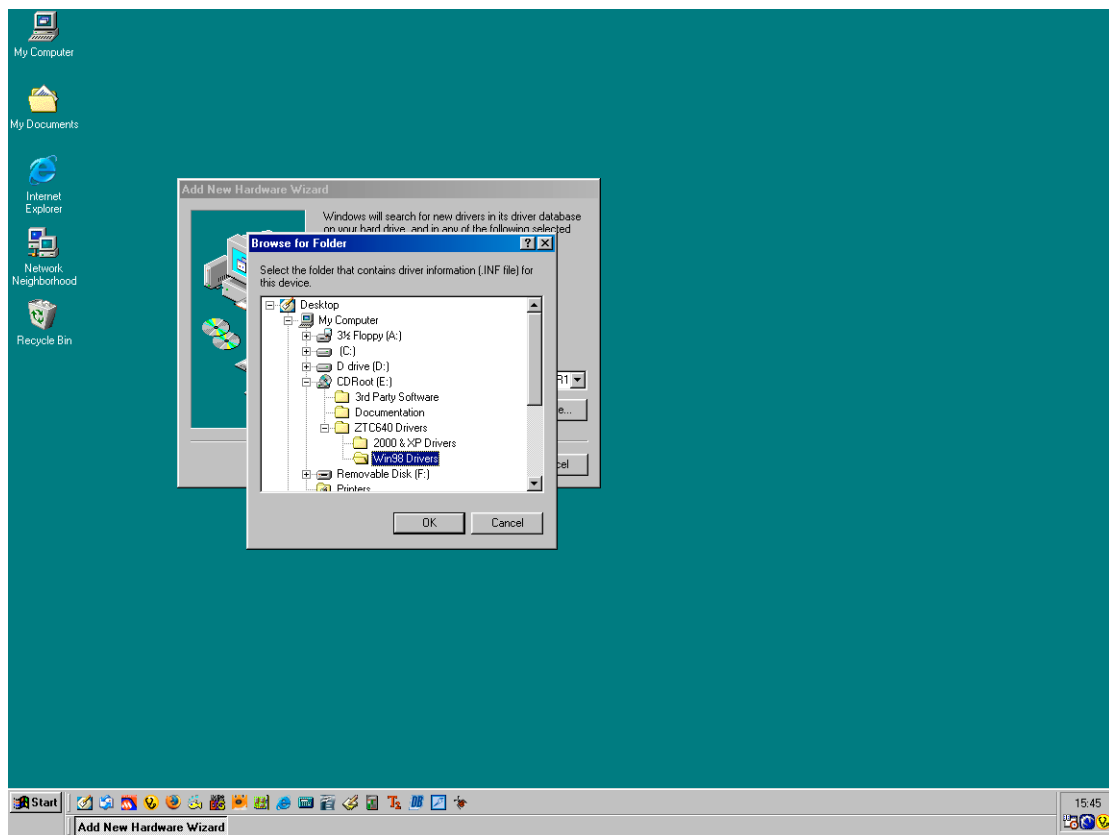 My Computer
My Documents
Internet
Explorer
Network
Neighborhood
Recycle Bin
Add New Hardware Wizard
Windows will search for new drivers in its driver database
on your hard drive, and in any of the following selected
Browse for Folder
Select the folder that contains driver information (.INF file) for
this device.
Desktop
My Computer
3½ Floppy (A:)
(C:)
D drive (D:)
CDRoot (E:)
3rd Party Software
Documentation
ZTC640 Drivers
2000 & XP Drivers
Win98 Drivers
Removable Disk (F:)
Printers
R1
e...
cel
OK
Cancel
Start
15:45
Add New Hardware Wizard